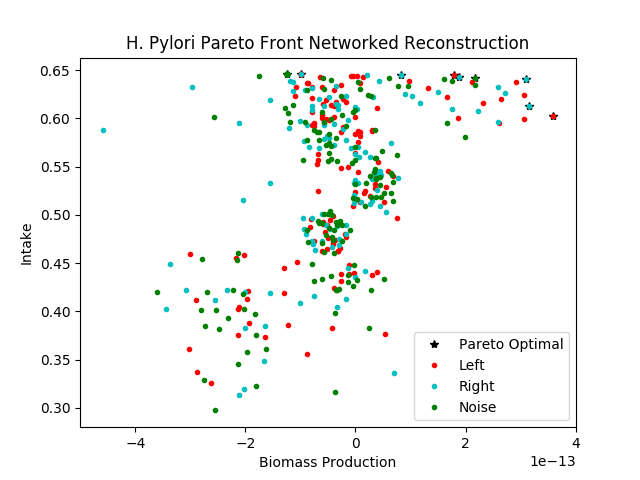 H. Pylori Pareto Front Networked Reconstruction
0.65
0.60
0.55
0.50
0.45
0.40
0.35
0.30
Intake
Pareto Optimal
Left
Right
Noise
−4 −2 0 2 4
Biomass Production
1e−13